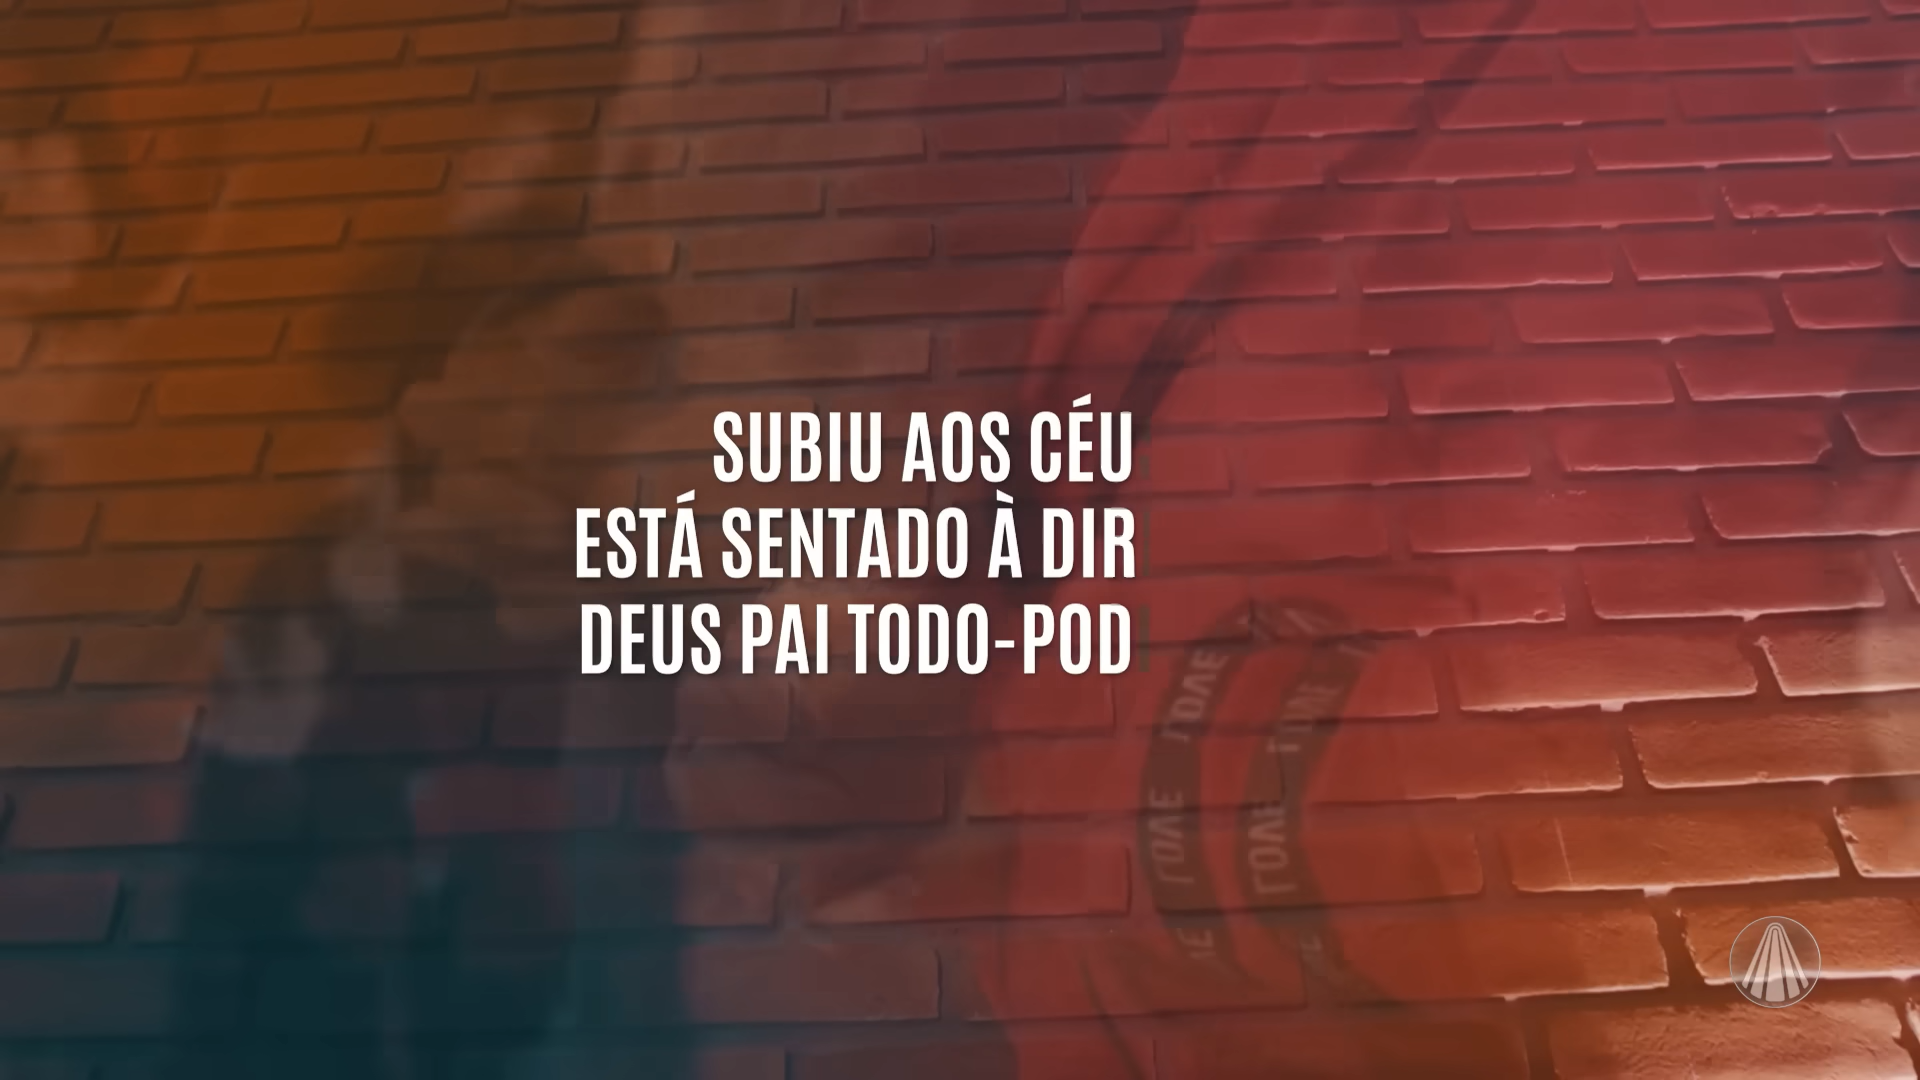 SUBIU AOS CÉU
ESTÁ SENTADO À DIR
DEUS PAI TODO-POD